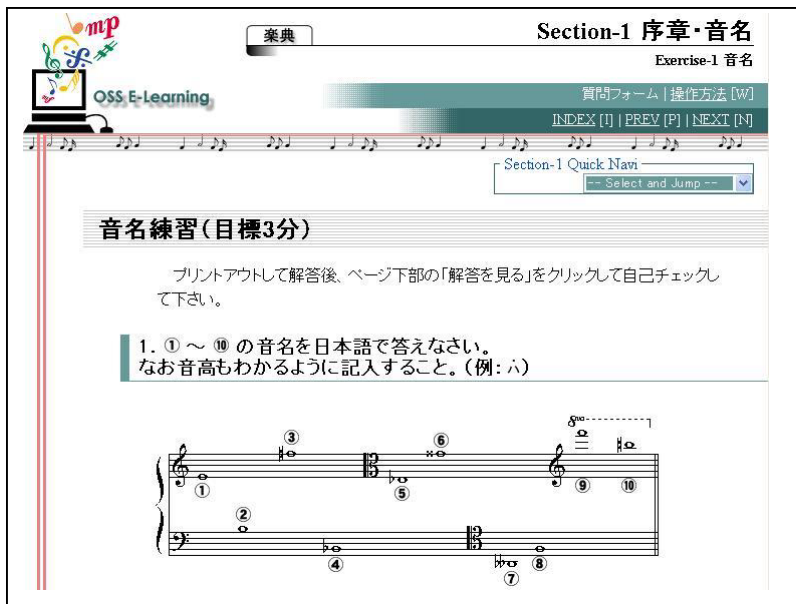 mp
楽典
Section-1 序章・音名
Exercise-1 音名
OSS E-Learning
質問フォーム | 操作方法 [W]
INDEX [I] | PREV [P] | NEXT [N]
Section-1 Quick Navi
-- Select and Jump --
音名練習(目標3分)
プリントアウトして解答後、ページ下部の「解答を見る」をクリックして自己チェックし
て下さい。
1. ① ～ ⑩ の音名を日本語で答えなさい。
なお音高もわかるように記入すること。(例:
8va
③ ⑥
① ⑤ ⑨ ⑩
②
④ ⑦ ⑧